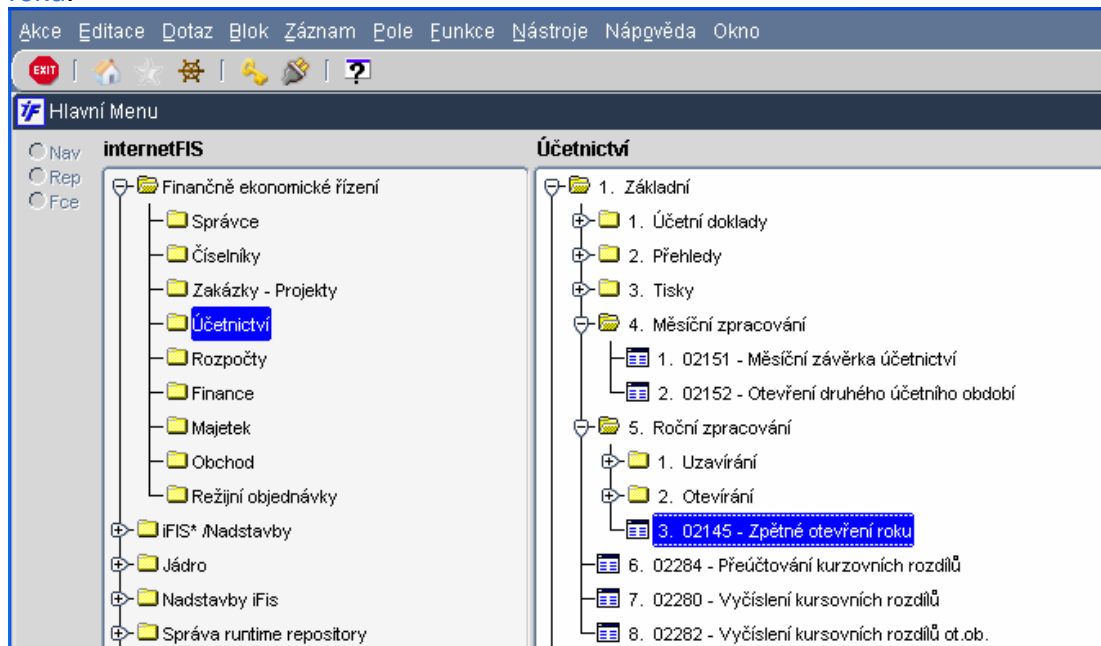 roku.
Akce Editace Dotaz Blok Záznam Pole Funkce Nástroje Nápověda Okno
EXIT
iF Hlavní Menu
Nav
Rep
Fce
internetFIS
Finančně ekonomické řízení
Správce
Číselníky
Zakázky - Projekty
Účetnictví
Rozpočty
Finance
Majetek
Obchod
Režijní objednávky
iFIS* /Nadstavby
Jádro
Nadstavby iFis
Správa runtime repository
Účetnictví
1. Základní
1. Účetní doklady
2. Přehledy
3. Tisky
4. Měsíční zpracování
1. 02151 - Měsíční závěrka účetnictví
2. 02152 - Otevření druhého účetního období
5. Roční zpracování
1. Uzavírání
2. Otevírání
3. 02145 - Zpětné otevření roku
6. 02284 - Přeúčtování kurzovních rozdílů
7. 02280 - Vyčíslení kursovních rozdílů
8. 02282 - Vyčíslení kursovních rozdílů ot.ob.